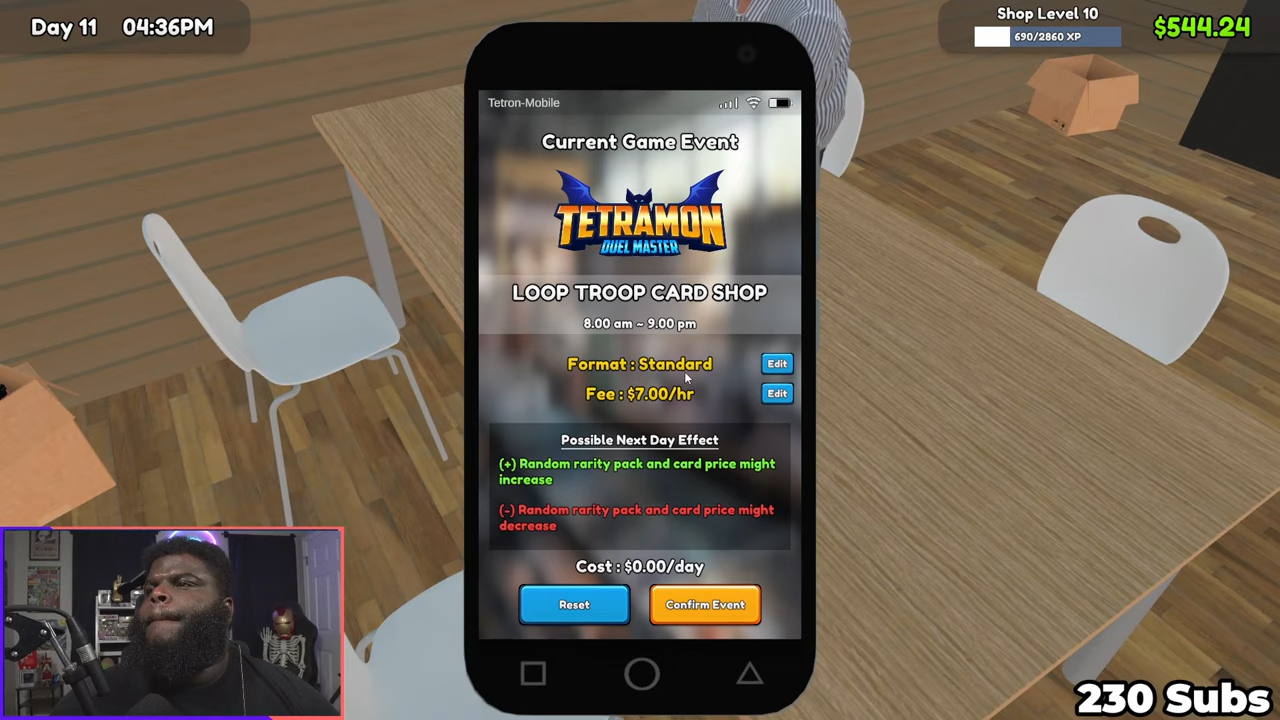 Day 11 04:36PM
Shop Level 10
690/2860 XP
$544.24
Tetron-Mobile
Current Game Event
TETRAMON
DUEL MASTER
LOOP TROOP CARD SHOP
8.00 am ~ 9.00 pm
Format : Standard
Edit
Fee : $7.00/hr
Edit
Possible Next Day Effect
(+) Random rarity pack and card price might
increase
(-) Random rarity pack and card price might
decrease
Cost : $0.00/day
Reset
Confirm Event
230 Subs